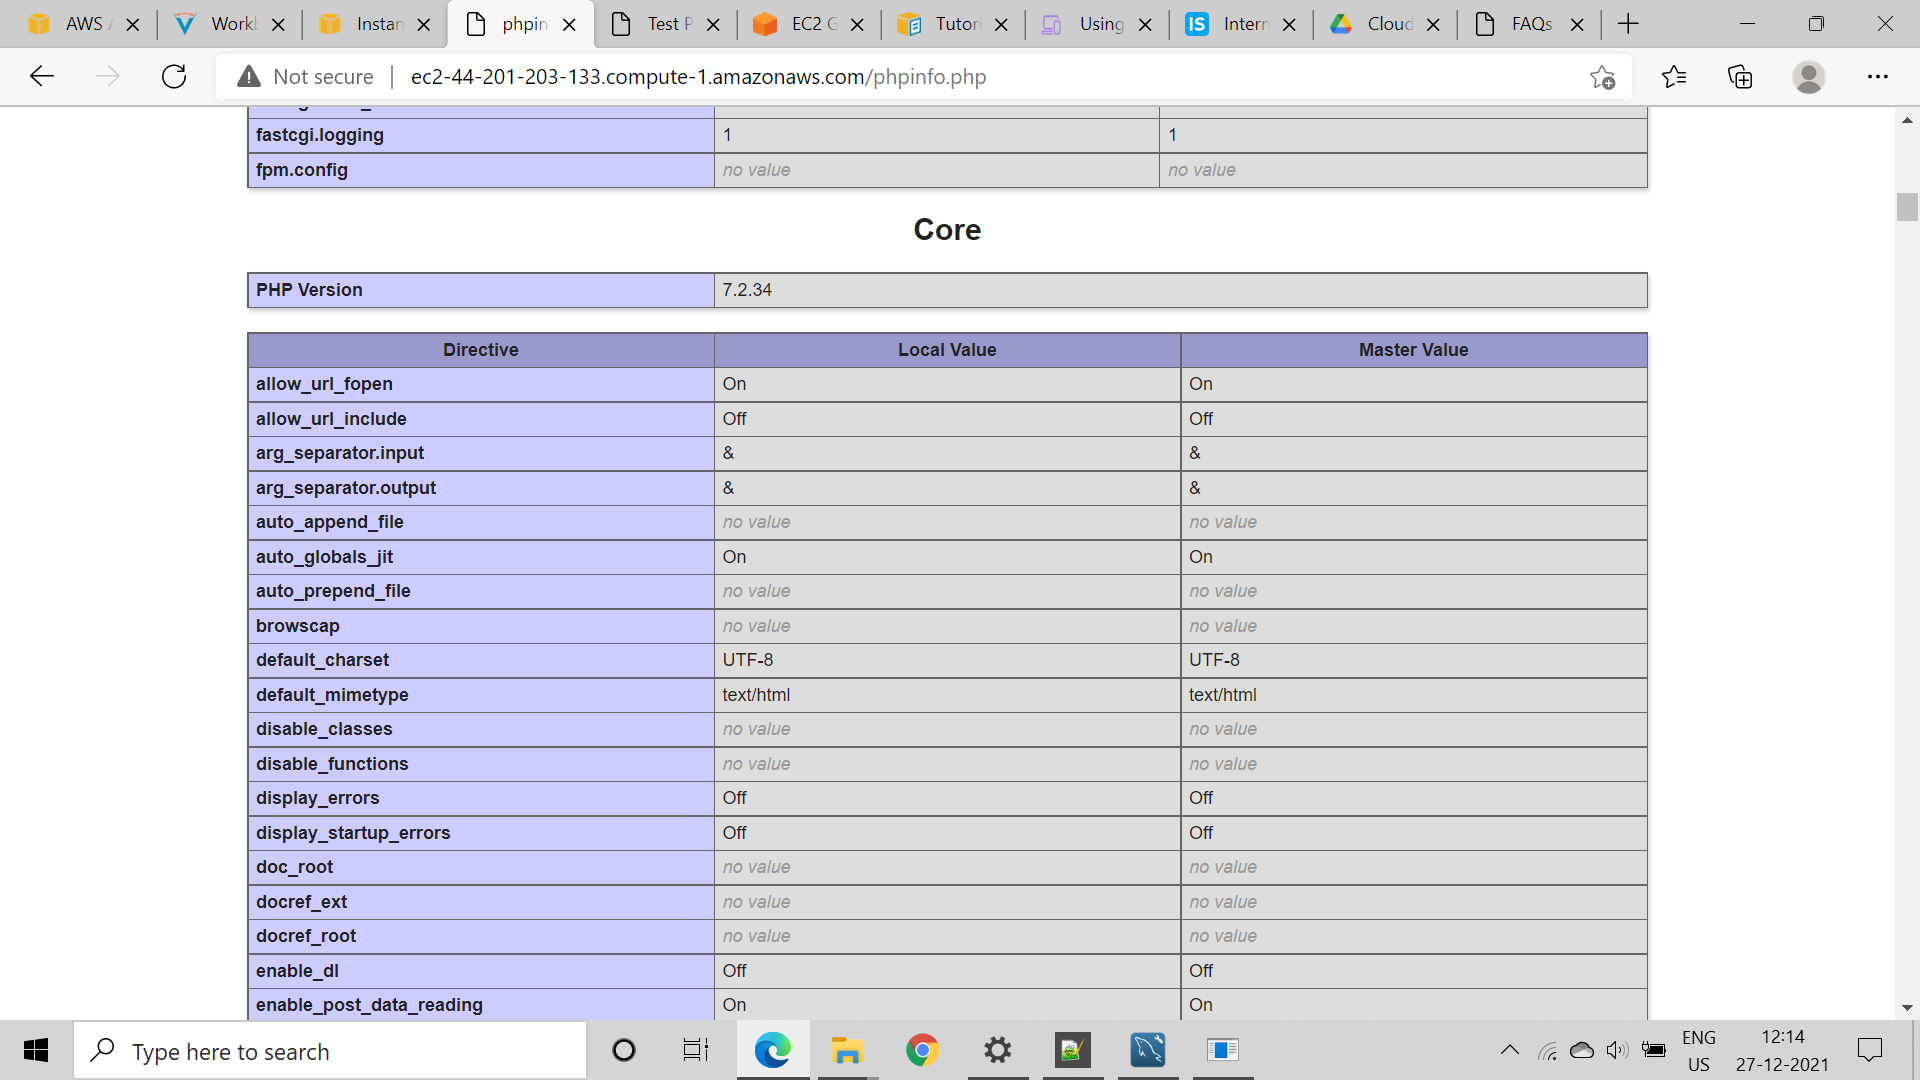 AWS
Work
Instan
phpin
Test P
EC2 G
Tutori
Using
IS
Intern
Cloud
FAQs
Not secure
ec2-44-201-203-133.compute-1.amazonaws.com/phpinfo.php
fastcgi.logging 1 1
fpm.config no value no value
Core
PHP Version 7.2.34
Directive Local Value Master Value
allow_url_fopen On On
allow_url_include Off Off
arg_separator.input & &
arg_separator.output & &
auto_append_file no value no value
auto_globals_jit On On
auto_prepend_file no value no value
browscap no value no value
default_charset UTF-8 UTF-8
default_mimetype text/html text/html
disable_classes no value no value
disable_functions no value no value
display_errors Off Off
display_startup_errors Off Off
doc_root no value no value
docref_ext no value no value
docref_root no value no value
enable_dl Off Off
enable_post_data_reading On On
Type here to search
ENG
US
12:14
27-12-2021